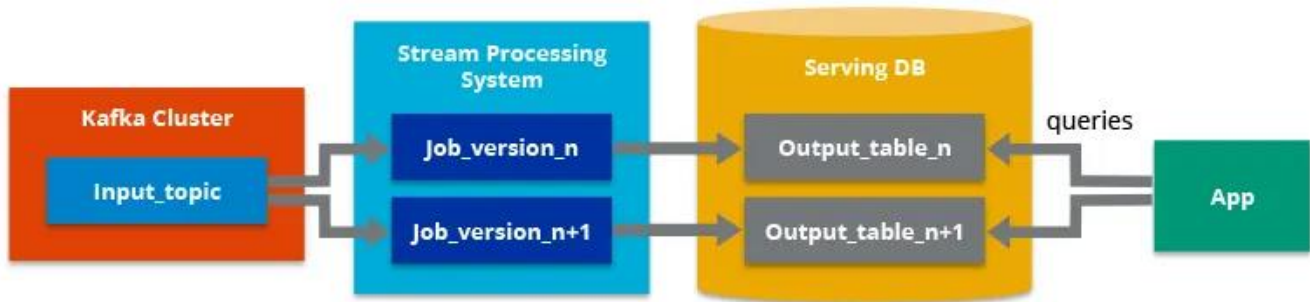 Kafka Cluster
Input_topic
Stream Processing
System
Job_version_n
Job_version_n+1
Serving DB
Output_table_n
Output_table_n+1
queries
App